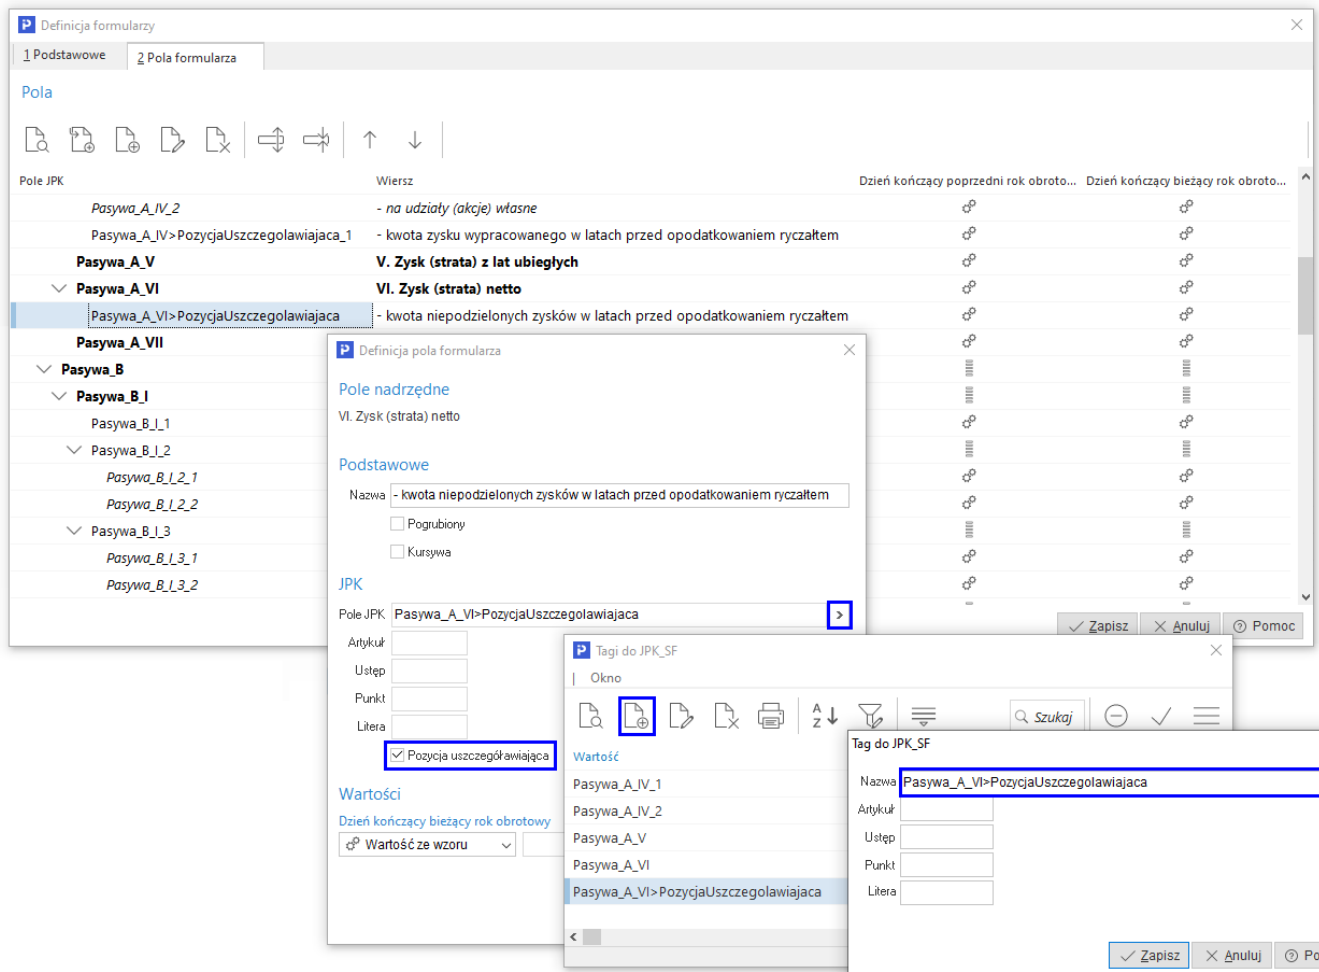 Definicja formularzy
1 Podstawowe
2 Pola formularza
Pola
Pole JPK Wiersz Dzień kończący poprzedni rok obroto... Dzień kończący bieżący rok obroto...
Pasywa_A_IV_2 - na udziały (akcje) własne
Pasywa_A_IV>PozycjaUszczegolawiajaca_1 - kwota zysku wypracowanego w latach przed opodatkowaniem ryczałtem
Pasywa_A_V V. Zysk (strata) z lat ubiegłych
Pasywa_A_VI VI. Zysk (strata) netto
Pasywa_A_VI>PozycjaUszczegolawiajaca - kwota niepodzielonych zysków w latach przed opodatkowaniem ryczałtem
Pasywa_A_VII
Pasywa_B
Pasywa_B_I
Pasywa_B_I_1
Pasywa_B_I_2
Pasywa_B_I_2_1
Pasywa_B_I_2_2
Pasywa_B_I_3
Pasywa_B_I_3_1
Pasywa_B_I_3_2
Zapisz Anuluj Pomoc
Definicja pola formularza
Pole nadrzędne
VI. Zysk (strata) netto
Podstawowe
Nazwa - kwota niepodzielonych zysków w latach przed opodatkowaniem ryczałtem
Pogrubiony
Kursywa
JPK
Pole JPK Pasywa_A_VI>PozycjaUszczegolawiajaca
Artykuł
Ustęp
Punkt
Litera
Pozycja uszczegóławiająca
Wartości
Dzień kończący bieżący rok obrotowy
Wartość ze wzoru
Tagi do JPK_SF
Okno
Szukaj
Wartość
Pasywa_A_IV_1
Pasywa_A_IV_2
Pasywa_A_V
Pasywa_A_VI
Pasywa_A_VI>PozycjaUszczegolawiajaca
Tag do JPK_SF
Nazwa Pasywa_A_VI>PozycjaUszczegolawiajaca
Artykuł
Ustęp
Punkt
Litera
Zapisz Anuluj Po